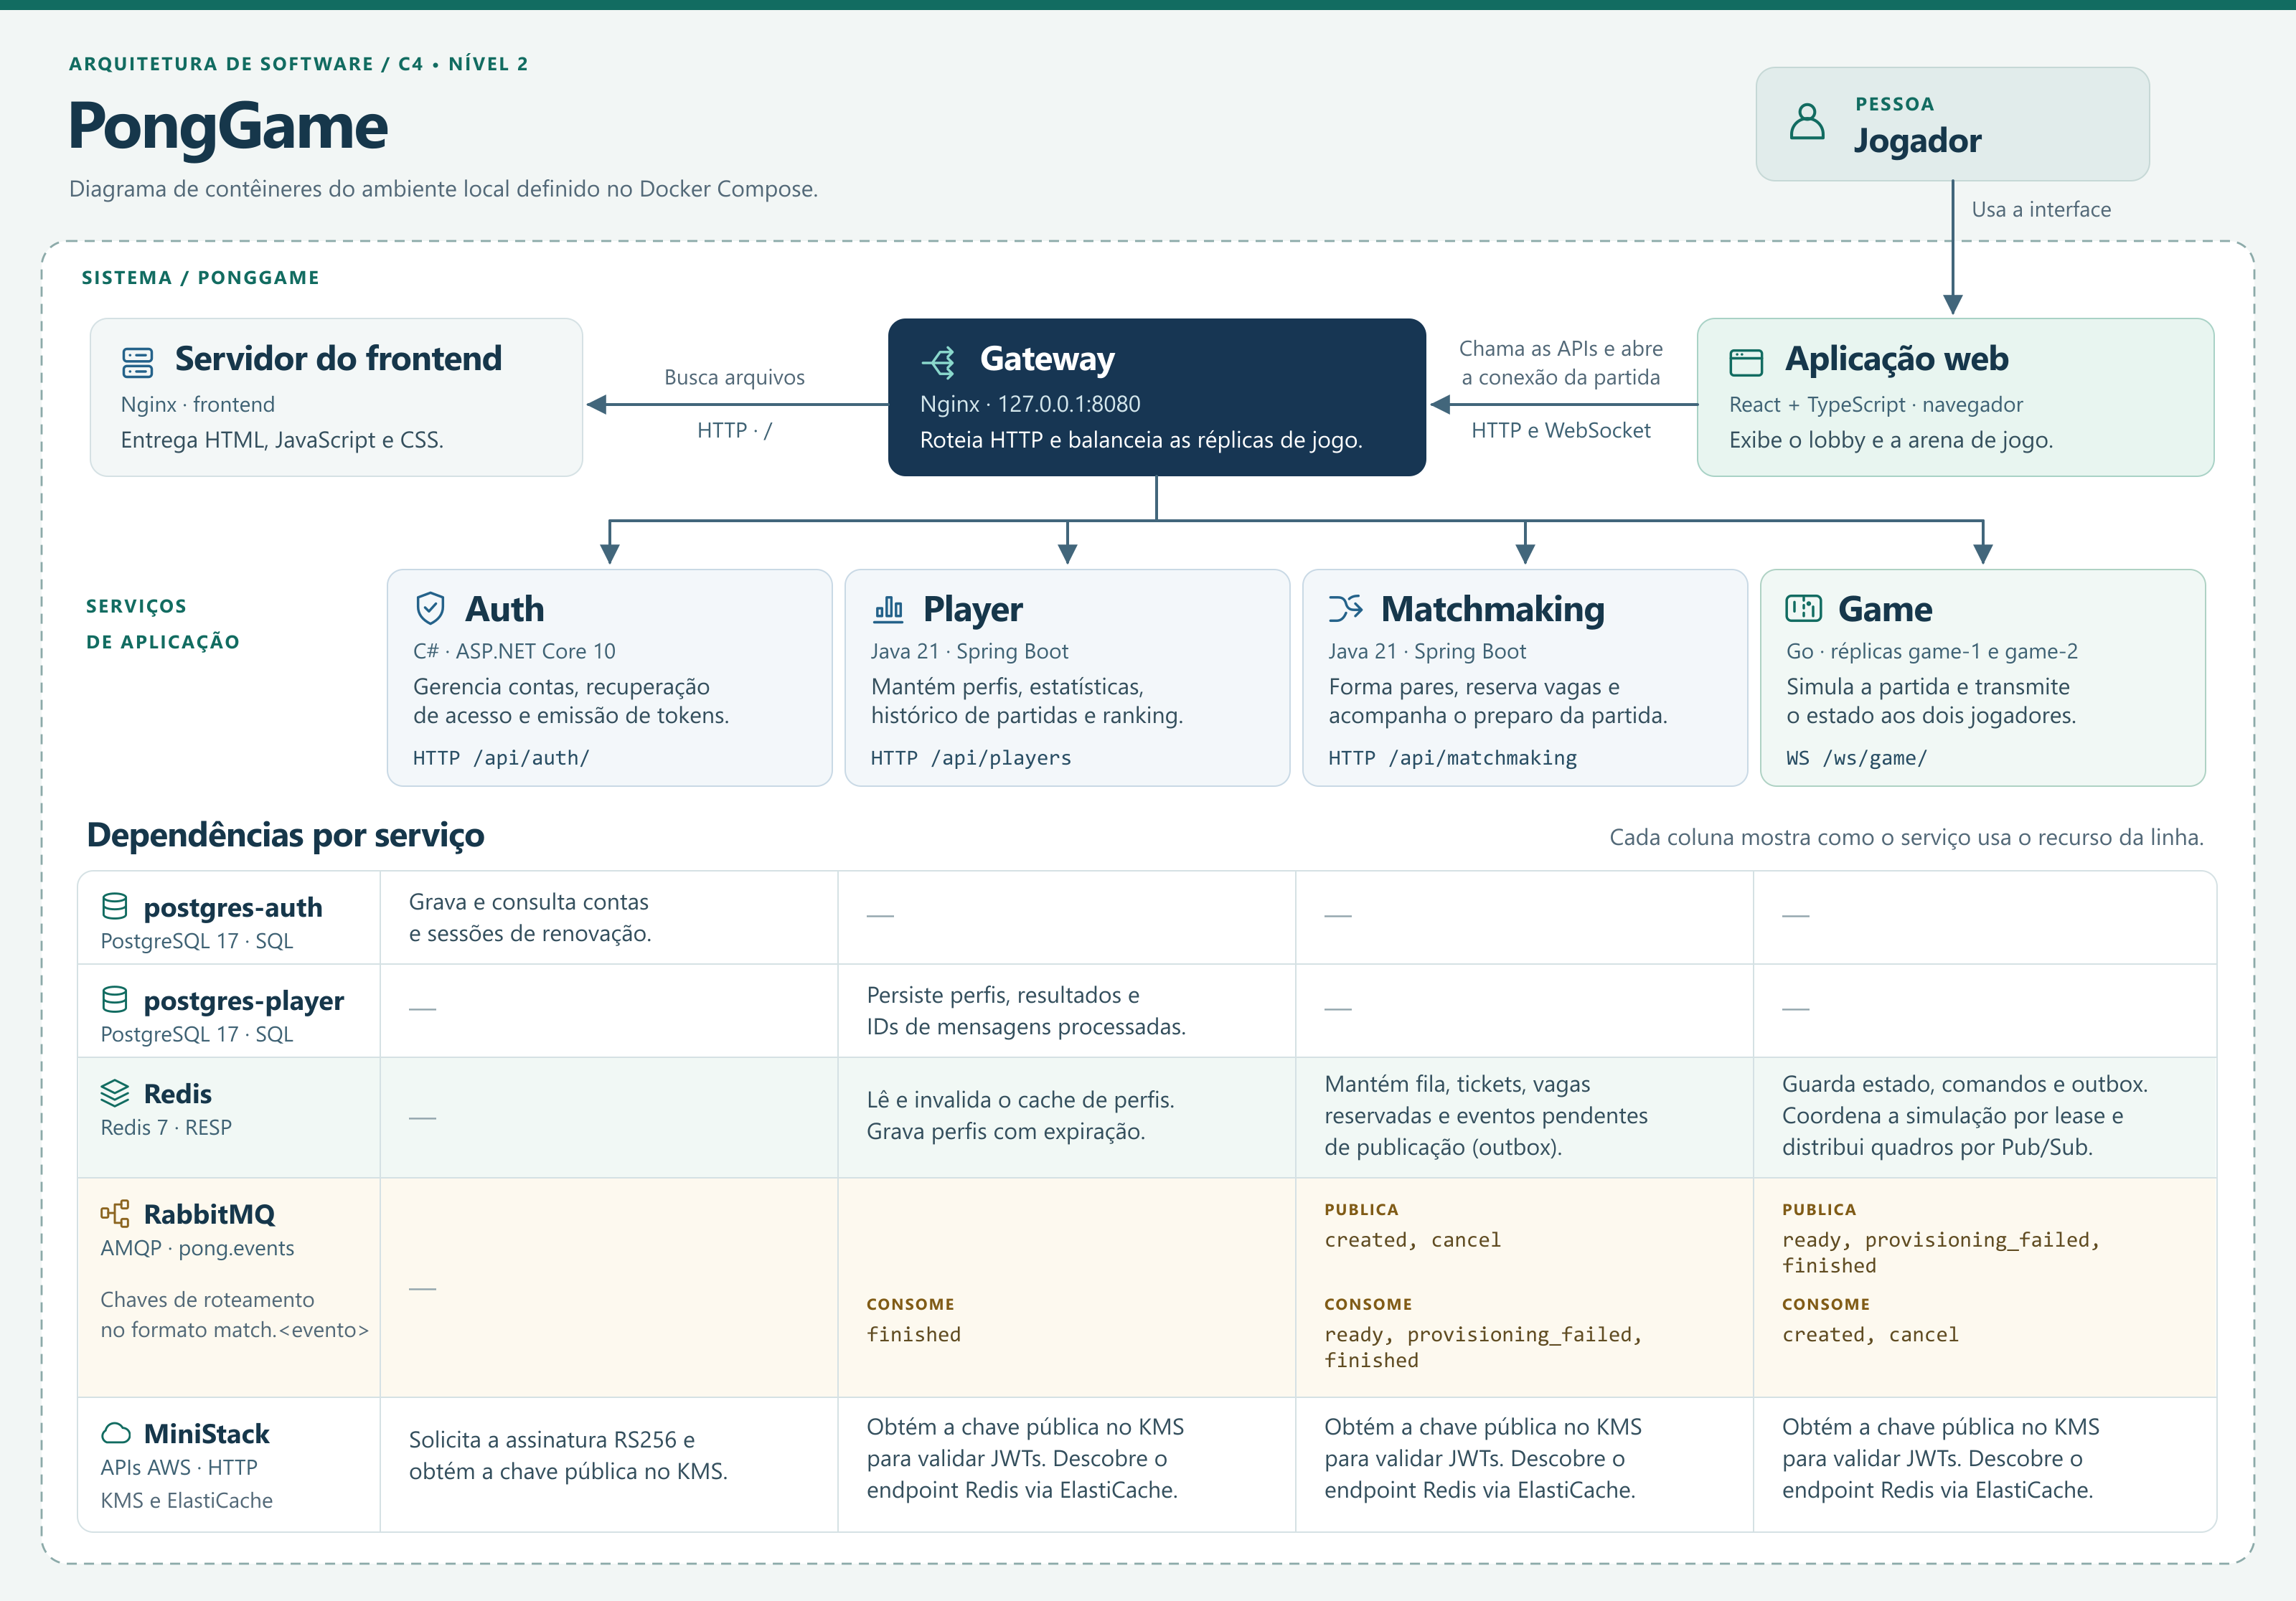 ARQUITETURA DE SOFTWARE / C4 • NÍVEL 2
PongGame
Diagrama de contêineres do ambiente local definido no Docker Compose.
PESSOA
Jogador
Usa a interface
SISTEMA / PONGGAME
Servidor do frontend
Nginx · frontend
Entrega HTML, JavaScript e CSS.
Busca arquivos
HTTP · /
Gateway
Nginx · 127.0.0.1:8080
Roteia HTTP e balanceia as réplicas de jogo.
Chama as APIs e abre
a conexão da partida
HTTP e WebSocket
Aplicação web
React + TypeScript · navegador
Exibe o lobby e a arena de jogo.
SERVIÇOS
DE APLICAÇÃO
Auth
C# · ASP.NET Core 10
Gerencia contas, recuperação
de acesso e emissão de tokens.
HTTP /api/auth/
Player
Java 21 · Spring Boot
Mantém perfis, estatísticas,
histórico de partidas e ranking.
HTTP /api/players
Matchmaking
Java 21 · Spring Boot
Forma pares, reserva vagas e
acompanha o preparo da partida.
HTTP /api/matchmaking
Game
Go · réplicas game-1 e game-2
Simula a partida e transmite
o estado aos dois jogadores.
WS /ws/game/
Dependências por serviço
Cada coluna mostra como o serviço usa o recurso da linha.
postgres-auth
PostgreSQL 17 · SQL
Grava e consulta contas
e sessões de renovação.
—
—
—
postgres-player
PostgreSQL 17 · SQL
—
Persiste perfis, resultados e
IDs de mensagens processadas.
—
—
Redis
Redis 7 · RESP
—
Lê e invalida o cache de perfis.
Grava perfis com expiração.
Mantém fila, tickets, vagas
reservadas e eventos pendentes
de publicação (outbox).
Guarda estado, comandos e outbox.
Coordena a simulação por lease e
distribui quadros por Pub/Sub.
RabbitMQ
AMQP · pong.events
Chaves de roteamento
no formato match.<evento>
—
CONSOME
finished
PUBLICA
created, cancel
CONSOME
ready, provisioning_failed,
finished
PUBLICA
ready, provisioning_failed,
finished
CONSOME
created, cancel
MiniStack
APIs AWS · HTTP
KMS e ElastiCache
Solicita a assinatura RS256 e
obtém a chave pública no KMS.
Obtém a chave pública no KMS
para validar JWTs. Descobre o
endpoint Redis via ElastiCache.
Obtém a chave pública no KMS
para validar JWTs. Descobre o
endpoint Redis via ElastiCache.
Obtém a chave pública no KMS
para validar JWTs. Descobre o
endpoint Redis via ElastiCache.